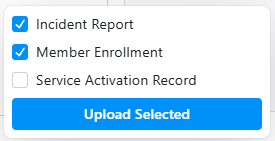 Incident Report
Member Enrollment
Service Activation Record
Upload Selected